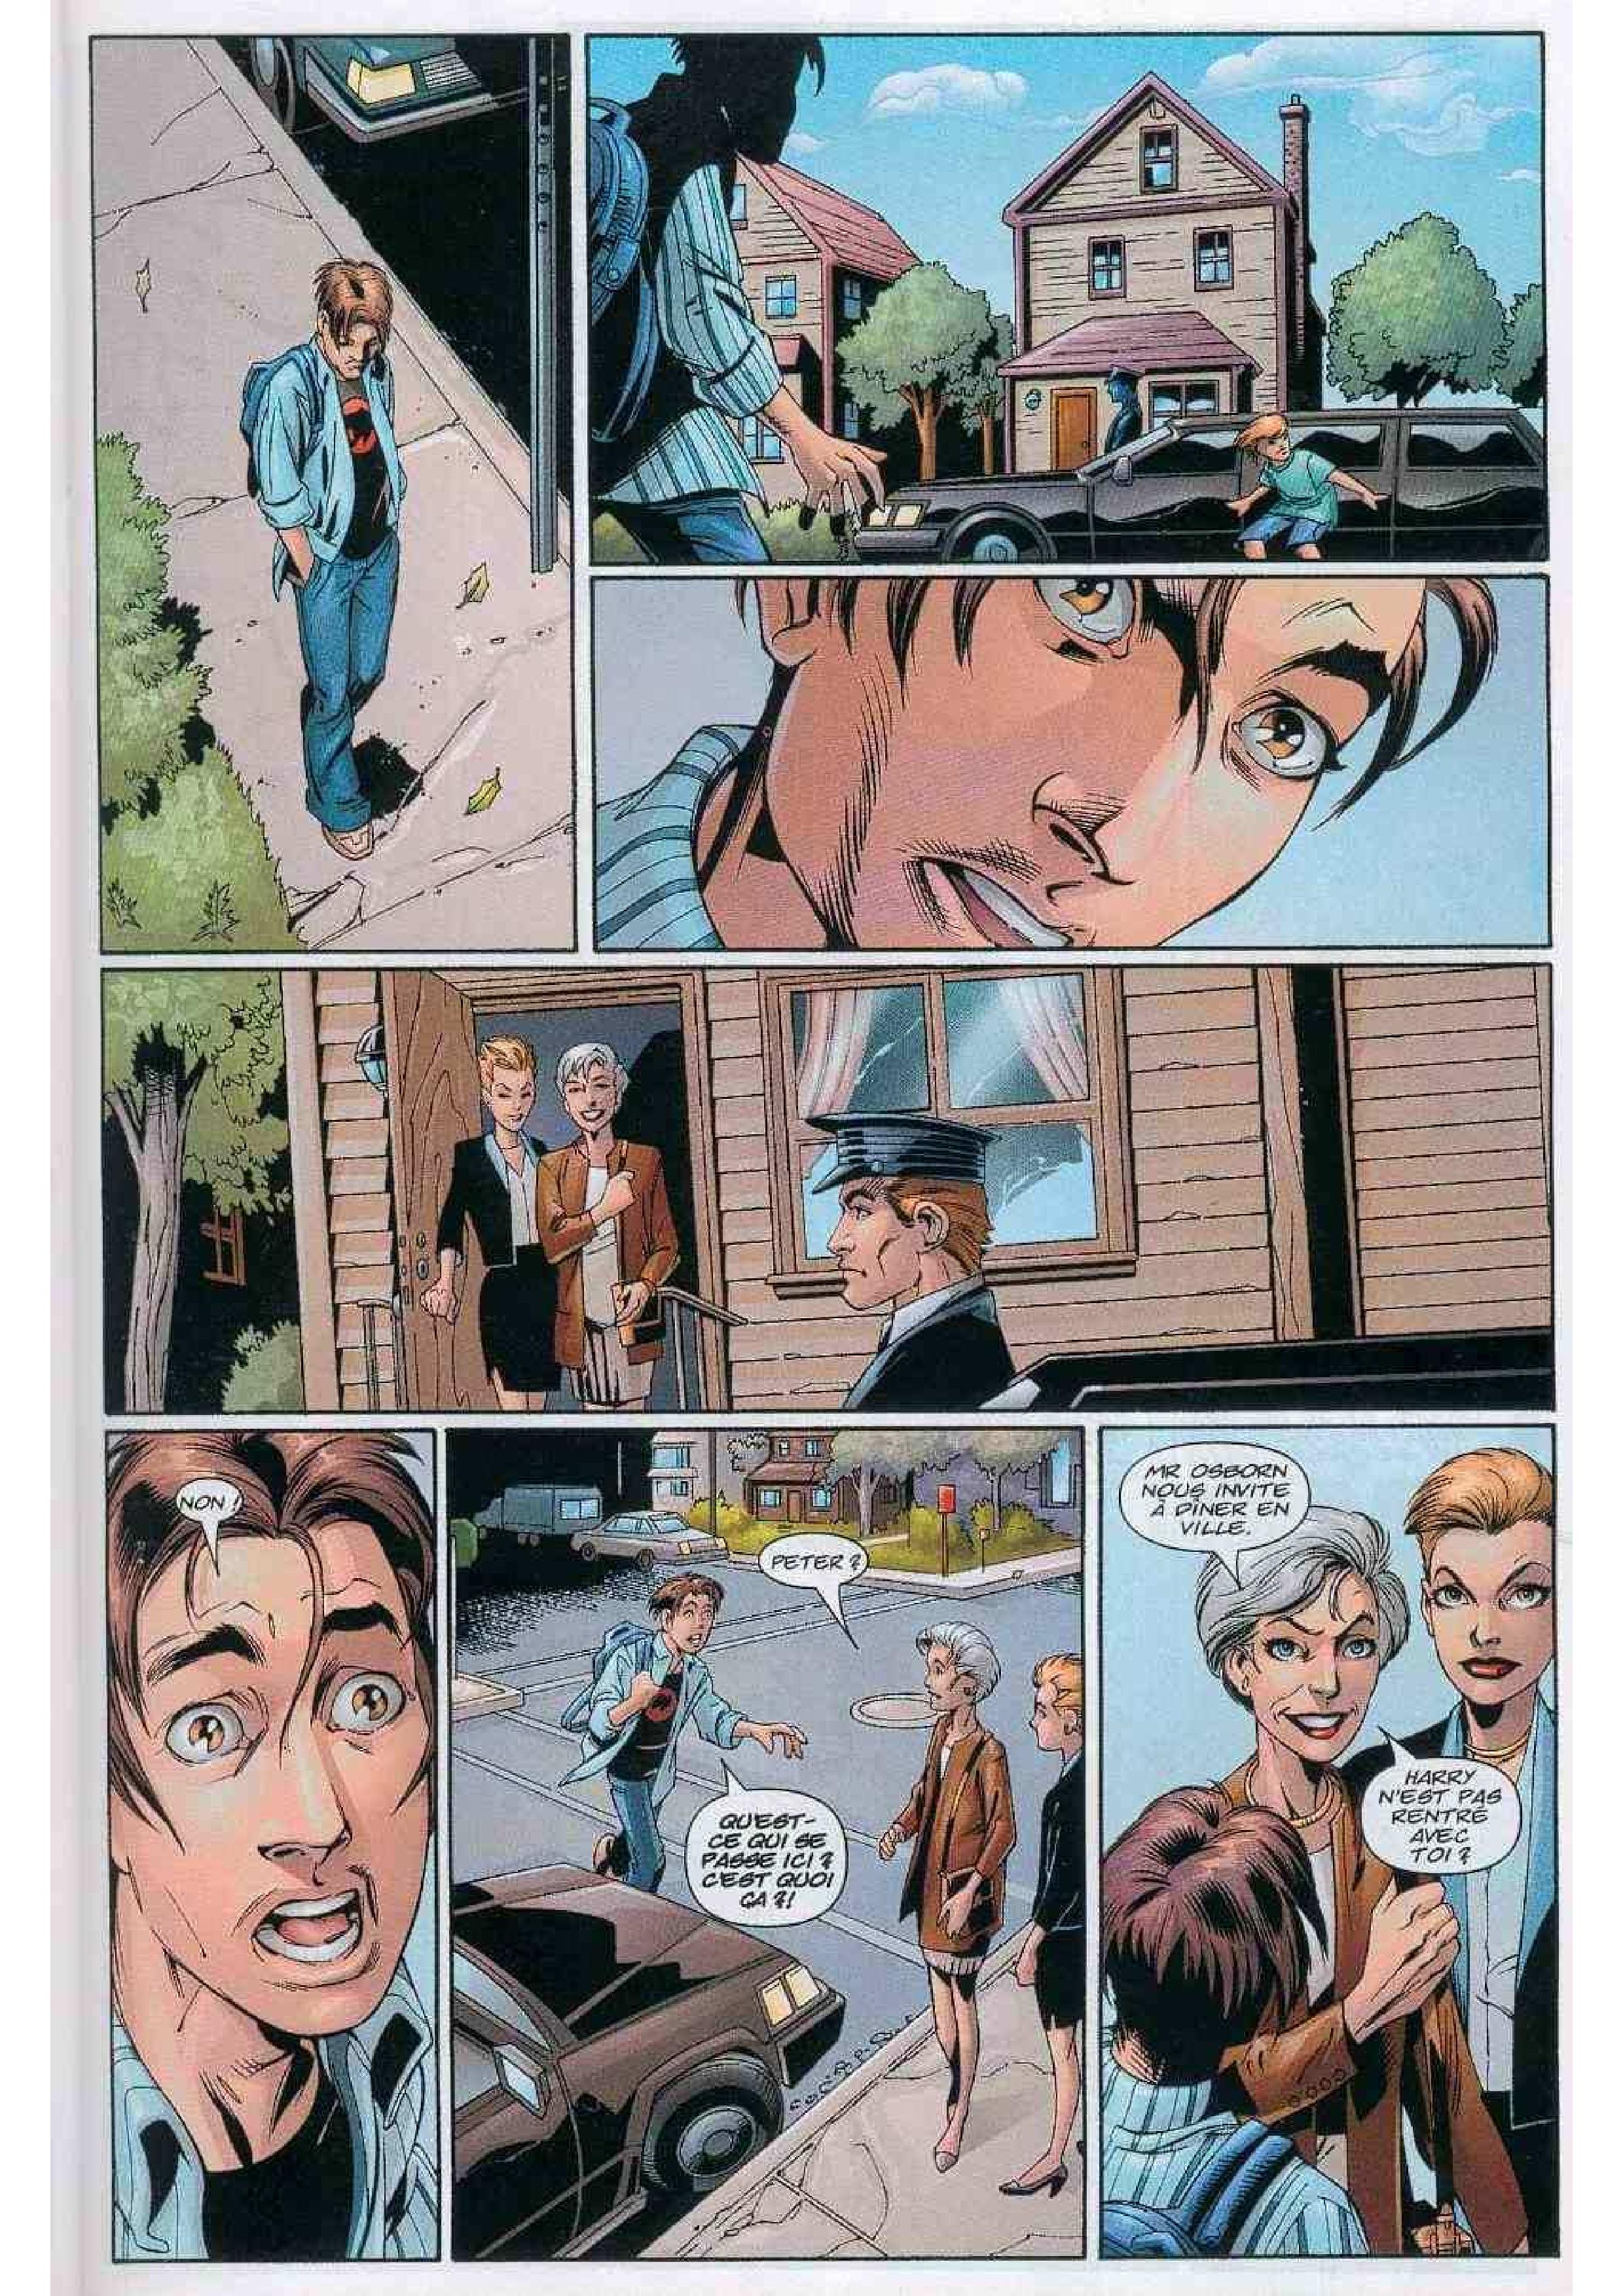 NON !
PETER ?
QU'EST-
CE QUI SE
PASSE ICI ?
C'EST QUOI
ÇA ?!
MR OSBORN
NOUS INVITE
À DÎNER EN
VILLE.
HARRY
N'EST PAS
RENTRÉ
AVEC
TOI ?